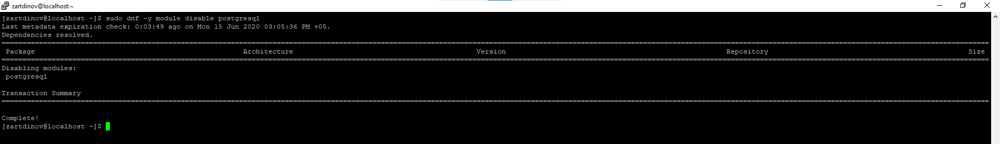 zartdinov@localhost:~
[zartdinov@localhost ~]$ sudo dnf -y module disable postgresql
Last metadata expiration check: 0:03:49 ago on Mon 15 Jun 2020 03:05:36 PM +05.
Dependencies resolved.
================================================================================
Package Architecture Version Repository Size
================================================================================
Disabling modules:
postgresql
Transaction Summary
================================================================================
Complete!
[zartdinov@localhost ~]$